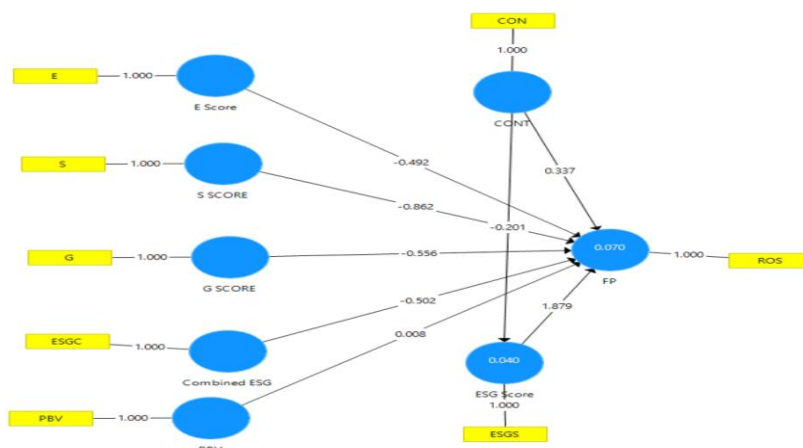 CON
1.000
E
1.000
E Score
CONT
S
1.000
S SCORE
-0.492
0.337
-0.862
-0.201
G
1.000
G SCORE
-0.556
0.070
FP
1.000
ROS
ESGC
1.000
Combined ESG
-0.502
0.008
1.879
0.040
ESG Score
PBV
1.000
1.000
ESGS